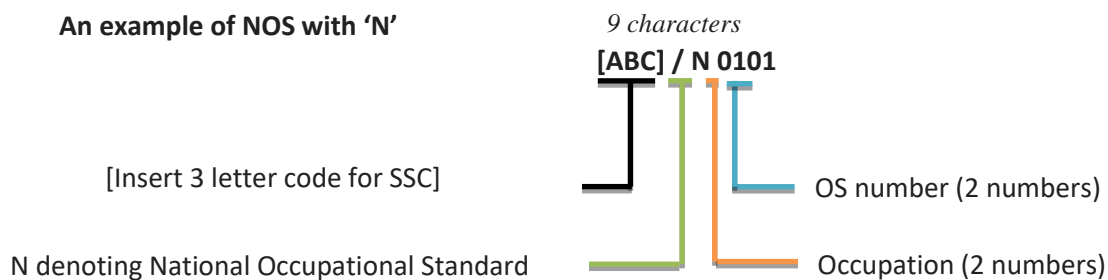 An example of NOS with ‘N’
9 characters
[ABC] / N 0101
[Insert 3 letter code for SSC]
OS number (2 numbers)
N denoting National Occupational Standard
Occupation (2 numbers)